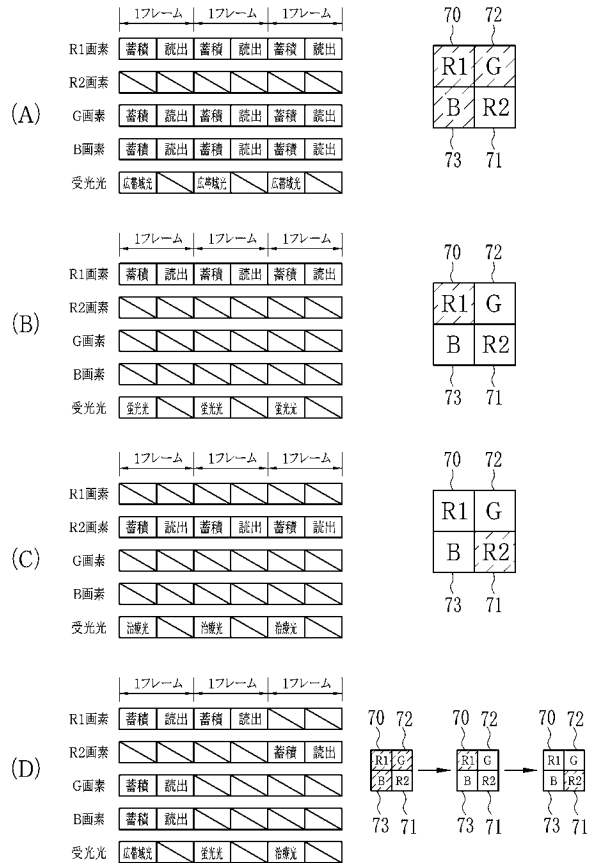 1フレーム 1フレーム 1フレーム
R1画素 蓄積 読出 蓄積 読出 蓄積 読出
R2画素
(A)
G画素 蓄積 読出 蓄積 読出 蓄積 読出
B画素 蓄積 読出 蓄積 読出 蓄積 読出
受光光 広帯域光 広帯域光 広帯域光
70 72
R1 G
B R2
73 71
1フレーム 1フレーム 1フレーム
R1画素 蓄積 読出 蓄積 読出 蓄積 読出
R2画素
(B)
G画素
B画素
受光光 蛍光光 蛍光光 蛍光光
70 72
R1 G
B R2
73 71
1フレーム 1フレーム 1フレーム
R1画素
R2画素 蓄積 読出 蓄積 読出 蓄積 読出
(C)
G画素
B画素
受光光 治療光 治療光 治療光
70 72
R1 G
B R2
73 71
1フレーム 1フレーム 1フレーム
R1画素 蓄積 読出 蓄積 読出
R2画素 蓄積 読出
(D)
G画素 蓄積 読出
B画素 蓄積 読出
受光光 広帯域光 蛍光光 治療光
70 72 70 72 70 72
R1 G R1 G R1 G
B R2 B R2 B R2
73 71 73 71 73 71